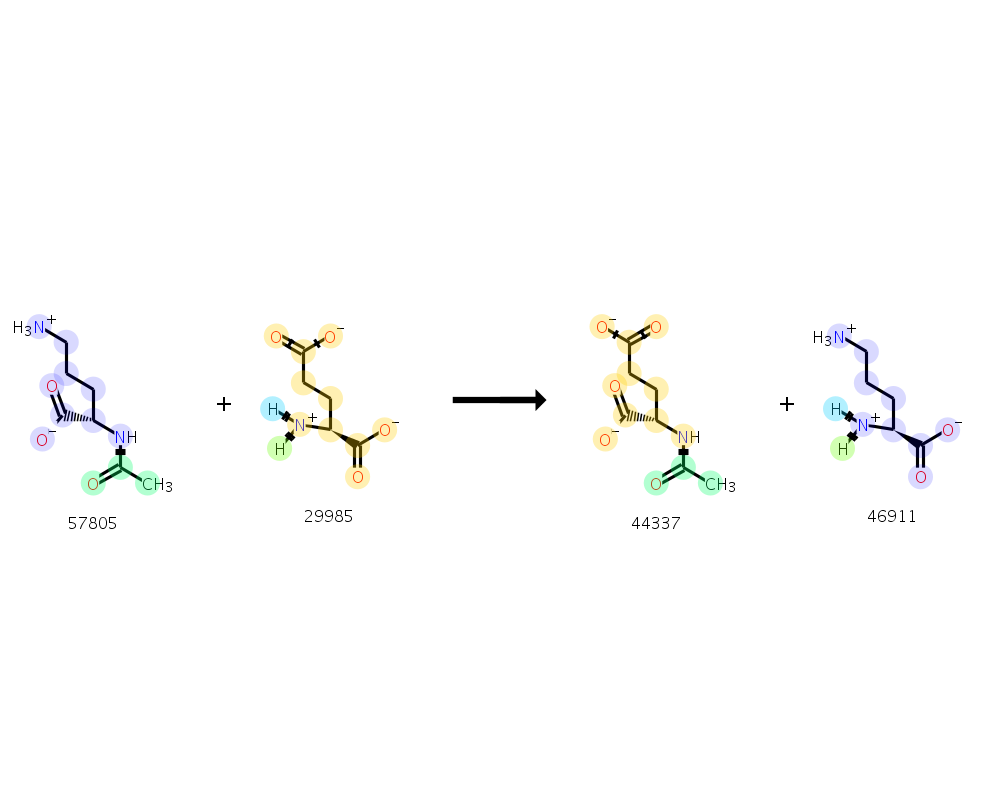 H3N+
O
O−
NH
O
CH3
57805
+
O
O−
H
N+
H
O−
O
29985
O−
O
O
O−
NH
O
CH3
44337
+
H3N+
H
N+
H
O−
O
46911